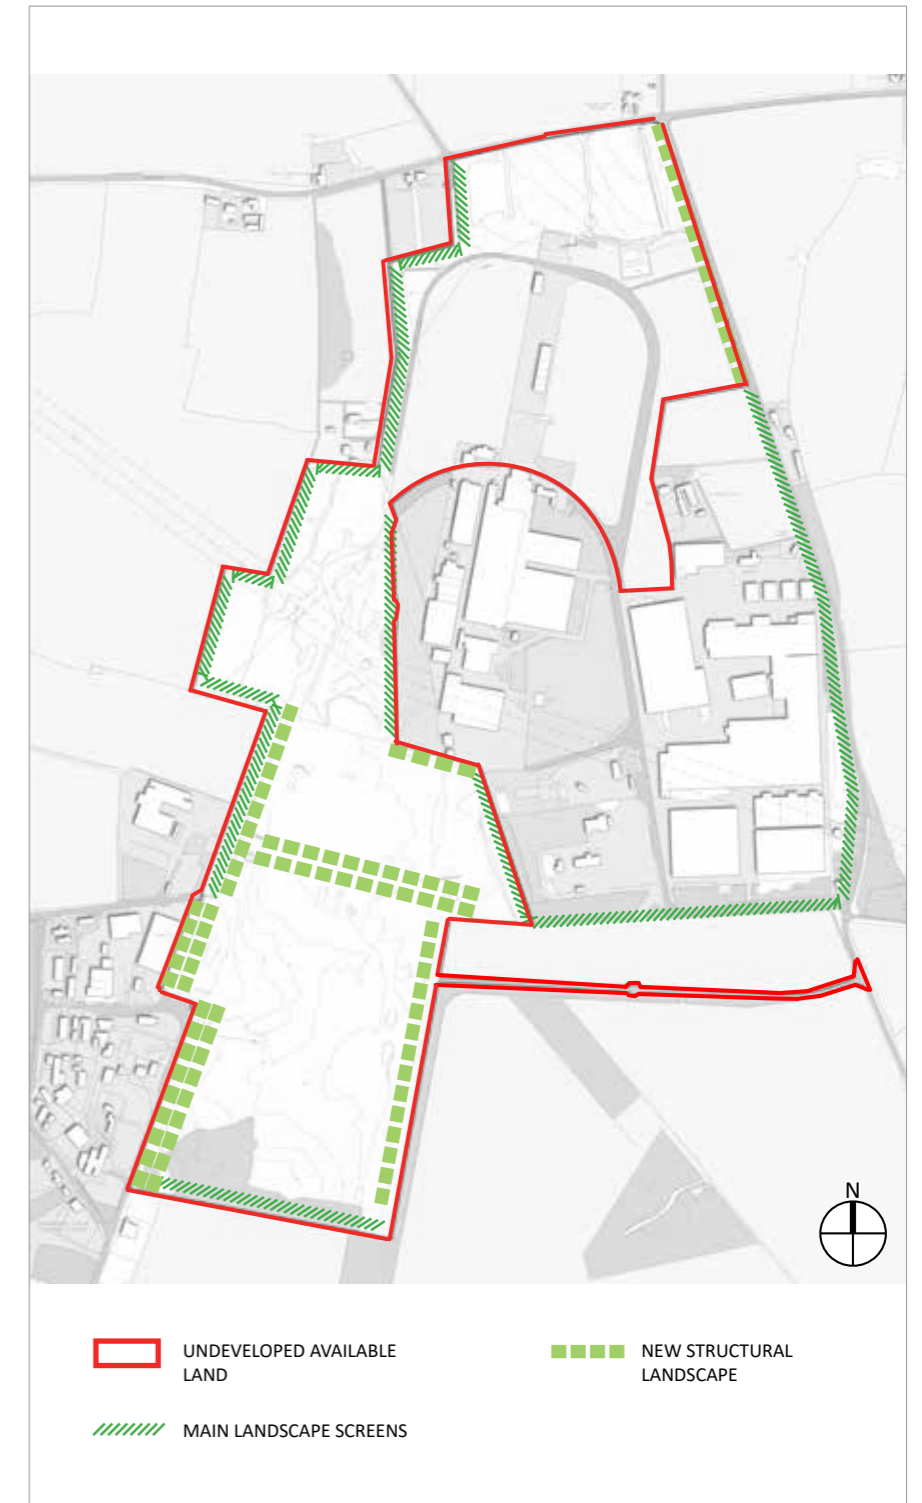 N
UNDEVELOPED AVAILABLE
LAND
NEW STRUCTURAL
LANDSCAPE
MAIN LANDSCAPE SCREENS